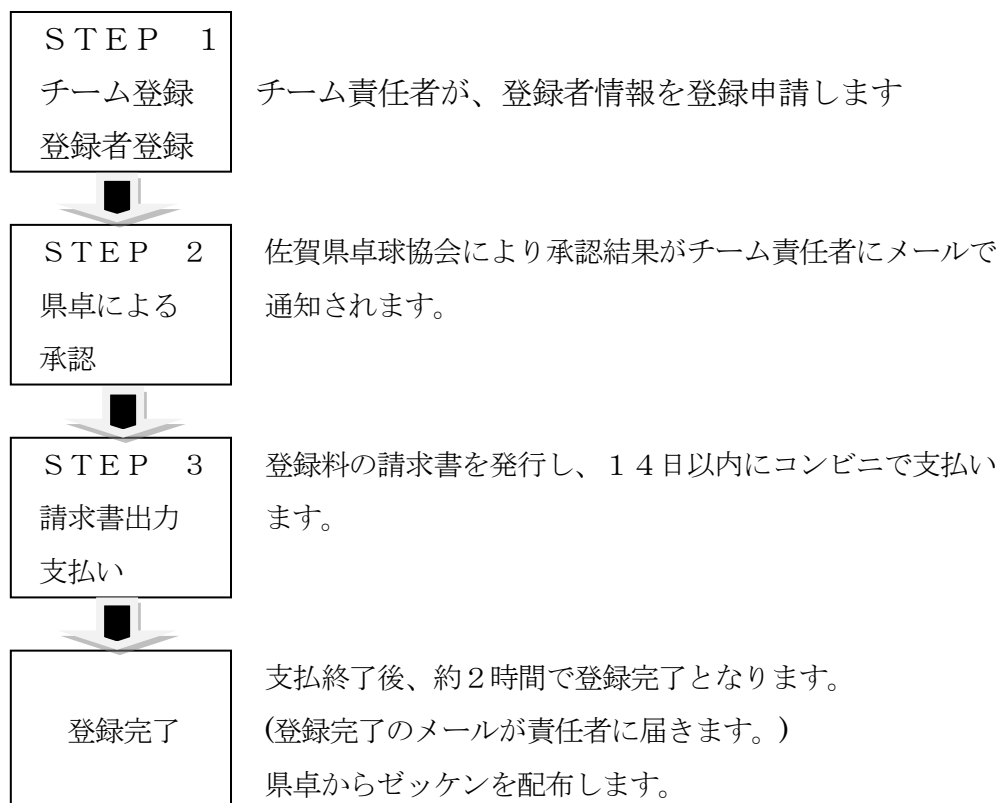 ＳＴＥＰ　１
チーム登録
登録者登録
チーム責任者が、登録者情報を登録申請します
ＳＴＥＰ　２
県卓による
承認
佐賀県卓球協会により承認結果がチーム責任者にメールで
通知されます。
ＳＴＥＰ　３
請求書出力
支払い
登録料の請求書を発行し、１４日以内にコンビニで支払い
ます。
登録完了
支払終了後、約２時間で登録完了となります。
(登録完了のメールが責任者に届きます。)
県卓からゼッケンを配布します。